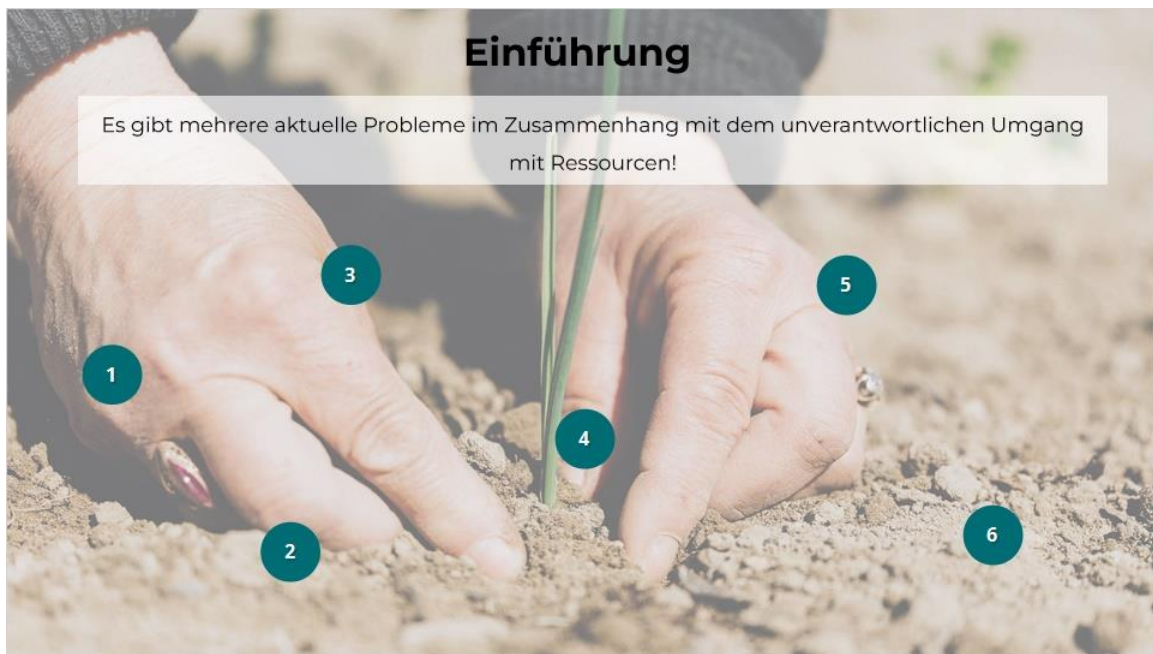 Einführung
Es gibt mehrere aktuelle Probleme im Zusammenhang mit dem unverantwortlichen Umgang
mit Ressourcen!
3
5
1
4
2
6